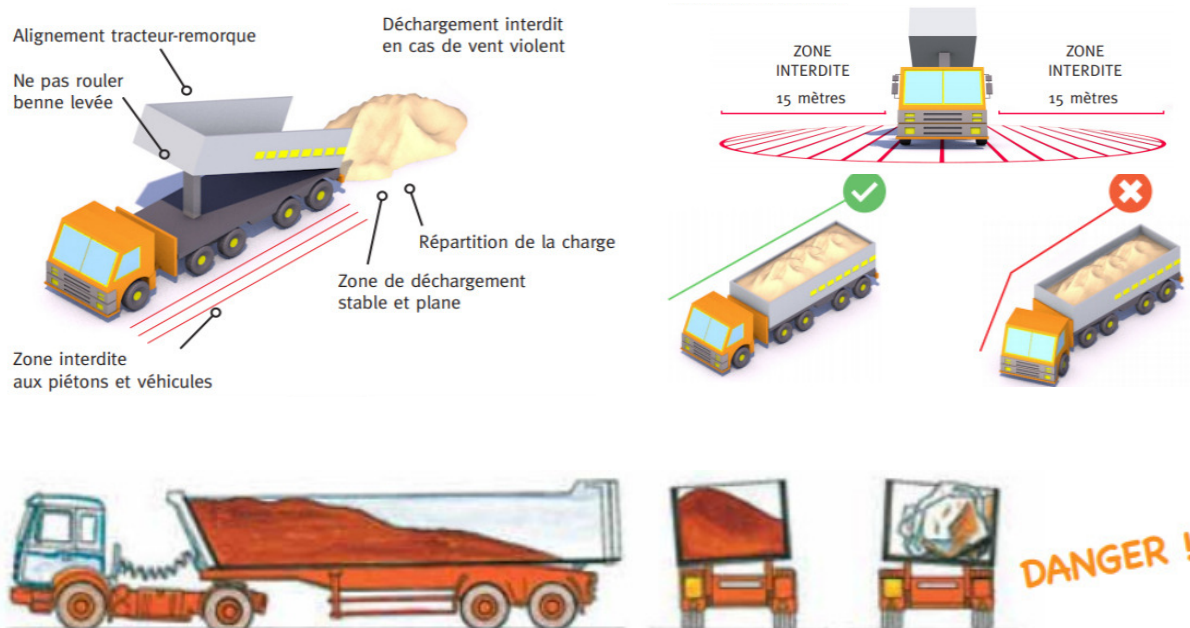 Alignement tracteur-remorque
Ne pas rouler
benne levée
Déchargement interdit
en cas de vent violent
Répartition de la charge
Zone de déchargement
stable et plane
Zone interdite
aux piétons et véhicules
ZONE
INTERDITE
15 mètres
ZONE
INTERDITE
15 mètres
DANGER !